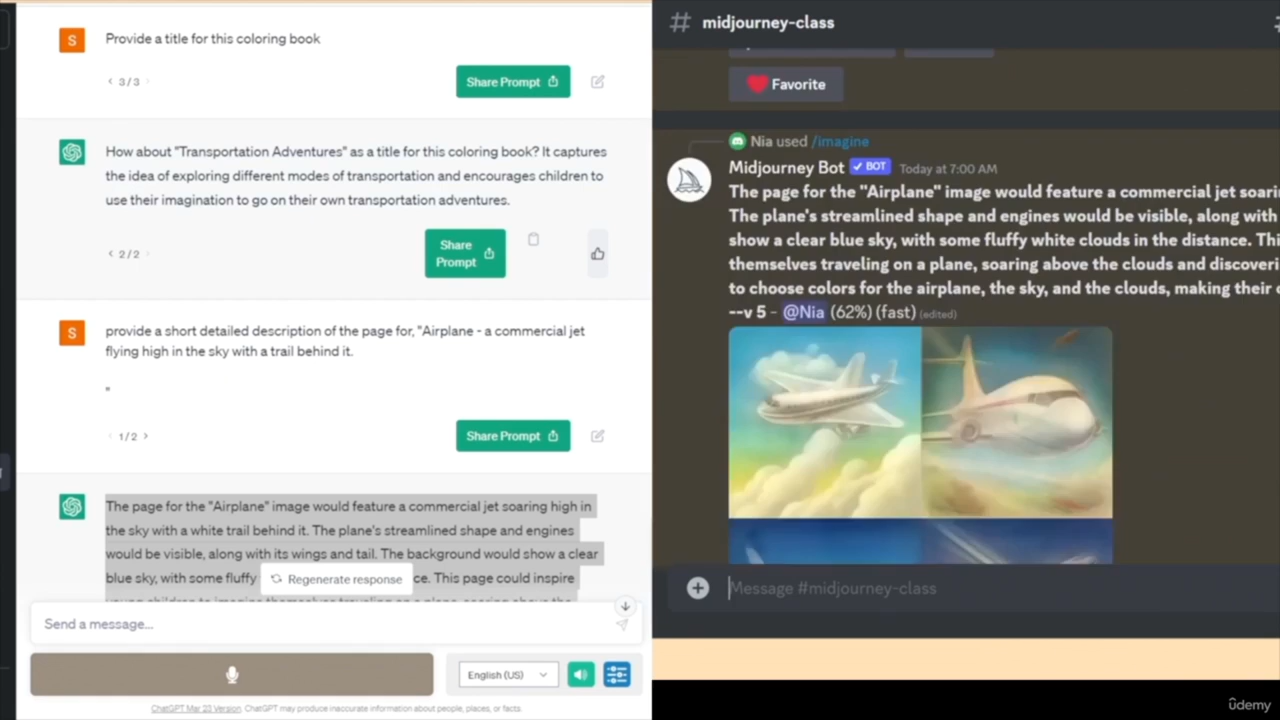 S
Provide a title for this coloring book
< 3/3 >
Share Prompt
How about "Transportation Adventures" as a title for this coloring book? It captures
the idea of exploring different modes of transportation and encourages children to
use their imagination to go on their own transportation adventures.
< 2/2 >
Share
Prompt
S
provide a short detailed description of the page for, "Airplane - a commercial jet
flying high in the sky with a trail behind it.
"
< 1/2 >
Share Prompt
The page for the "Airplane" image would feature a commercial jet soaring high in
the sky with a white trail behind it. The plane's streamlined shape and engines
would be visible, along with its wings and tail. The background would show a clear
blue sky, with some fluffy
ce. This page could inspire
Regenerate response
Send a message...
English (US)
ChatGPT Mar 23 Version. ChatGPT may produce inaccurate information about people, places, or facts.
# midjourney-class
Favorite
Nia used /imagine
Midjourney Bot ✓ BOT Today at 7:00 AM
The page for the "Airplane" image would feature a commercial jet soari
The plane's streamlined shape and engines would be visible, along with
show a clear blue sky, with some fluffy white clouds in the distance. Thi
themselves traveling on a plane, soaring above the clouds and discoveri
to choose colors for the airplane, the sky, and the clouds, making their
--v 5 - @Nia (62%) (fast) (edited)
Message #midjourney-class
ûdemy